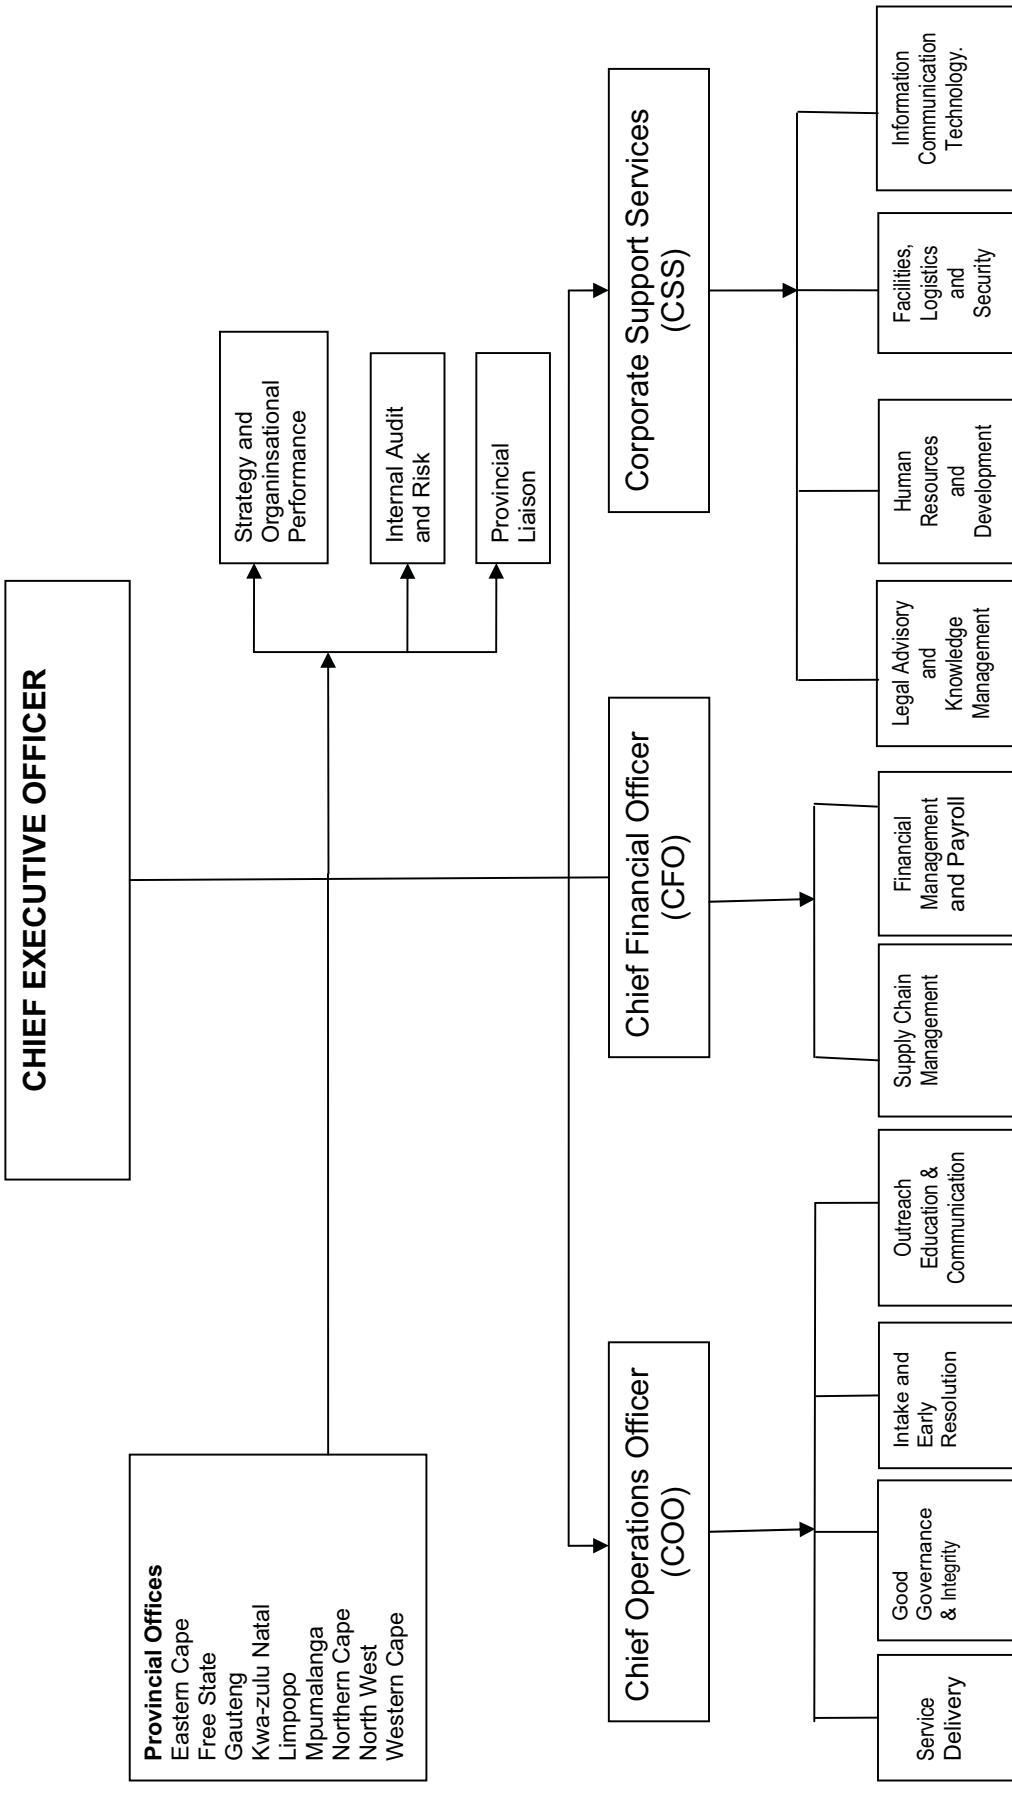 CHIEF EXECUTIVE OFFICER
Provincial Offices
Eastern Cape
Free State
Gauteng
Kwa-zulu Natal
Limpopo
Mpumalanga
Northern Cape
North West
Western Cape
Strategy and
Organinsational
Performance
Internal Audit
and Risk
Provincial
Liaison
Chief Operations Officer
(COO)
Chief Financial Officer
(CFO)
Corporate Support Services
(CSS)
Service
Delivery
Good
Governance
& Integrity
Intake and
Early
Resolution
Outreach
Education &
Communication
Supply Chain
Management
Financial
Management
and Payroll
Legal Advisory
and
Knowledge
Management
Human
Resources
and
Development
Facilities,
Logistics
and
Security
Information
Communication
Technology.